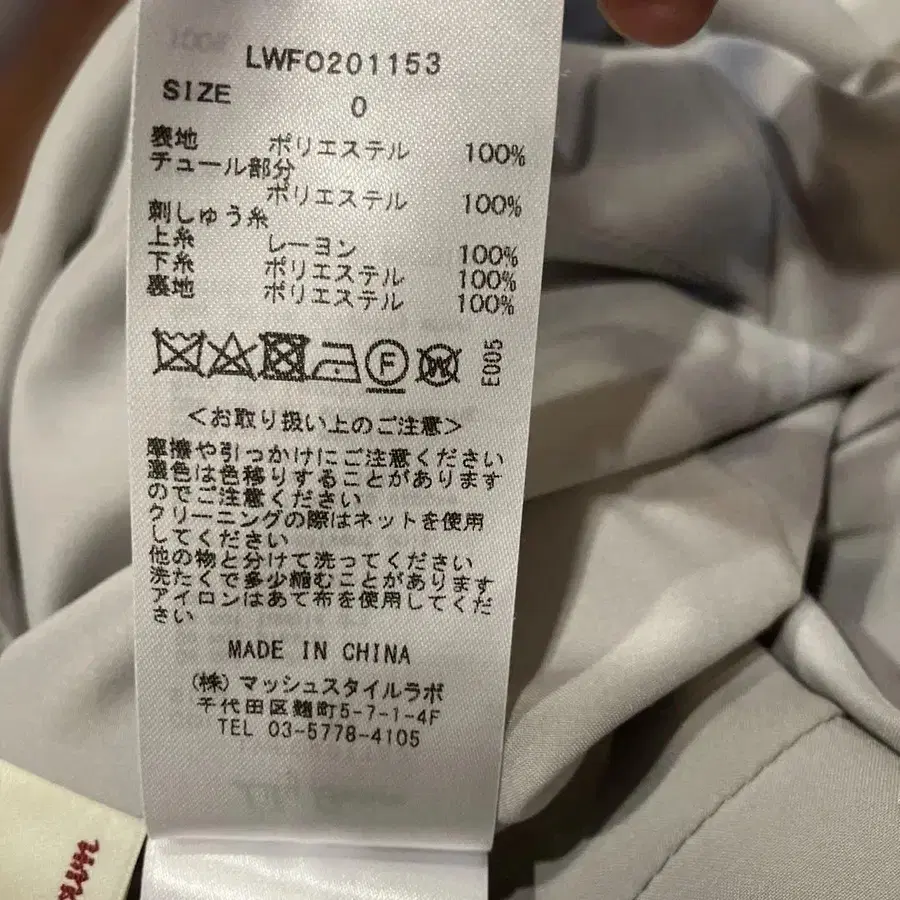 LWFO201153
SIZE 0
表地 ポリエステル 100%
チュール部分
ポリエステル 100%
刺しゅう糸
上糸 レーヨン 100%
下糸 ポリエステル 100%
裏地 ポリエステル 100%
F W E005
<お取り扱い上のご注意>
摩擦や引っかけにご注意ください
濃色は色移りすることがあります
のでご注意ください
クリーニングの際はネットを使用
してください
他の物と分けて洗ってください
洗たくで多少縮むことがあります
アイロンはあて布を使用してくだ
さい
MADE IN CHINA
(株) マッシュスタイルラボ
千代田区麹町5-7-1-4F
TEL 03-5778-4105